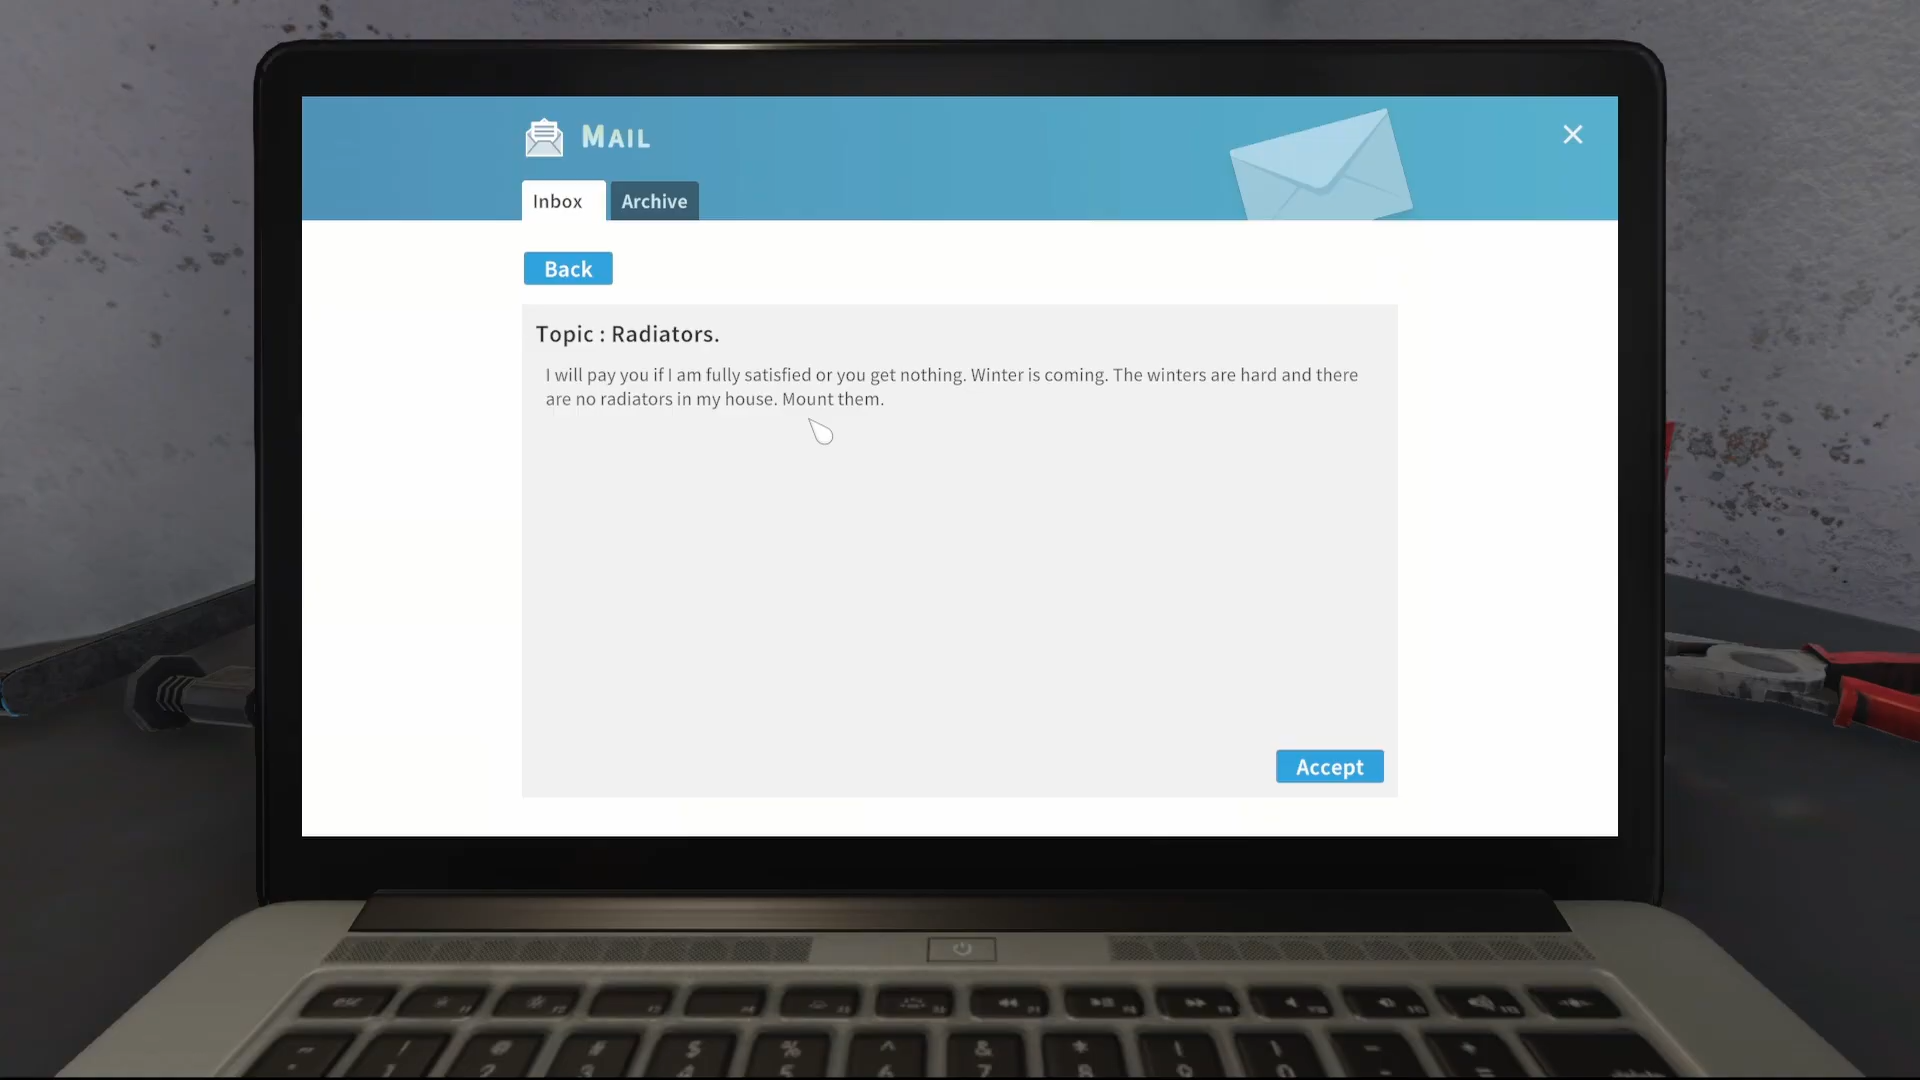 MAIL
Inbox
Archive
Back
Topic : Radiators.
I will pay you if I am fully satisfied or you get nothing. Winter is coming. The winters are hard and there
are no radiators in my house. Mount them.
Accept
esc